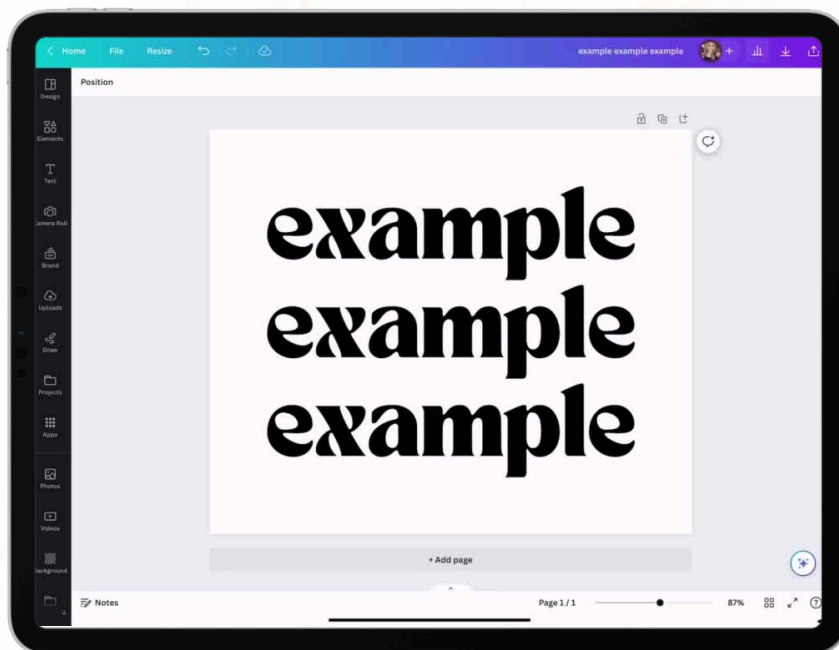 Home File Resize example example example +
Position
Design
Elements
Text
Camera Roll
Brand
Uploads
Draw
Projects
Apps
Photos
Videos
Background
example
example
example
+ Add page
Notes Page 1 / 1 87% ?